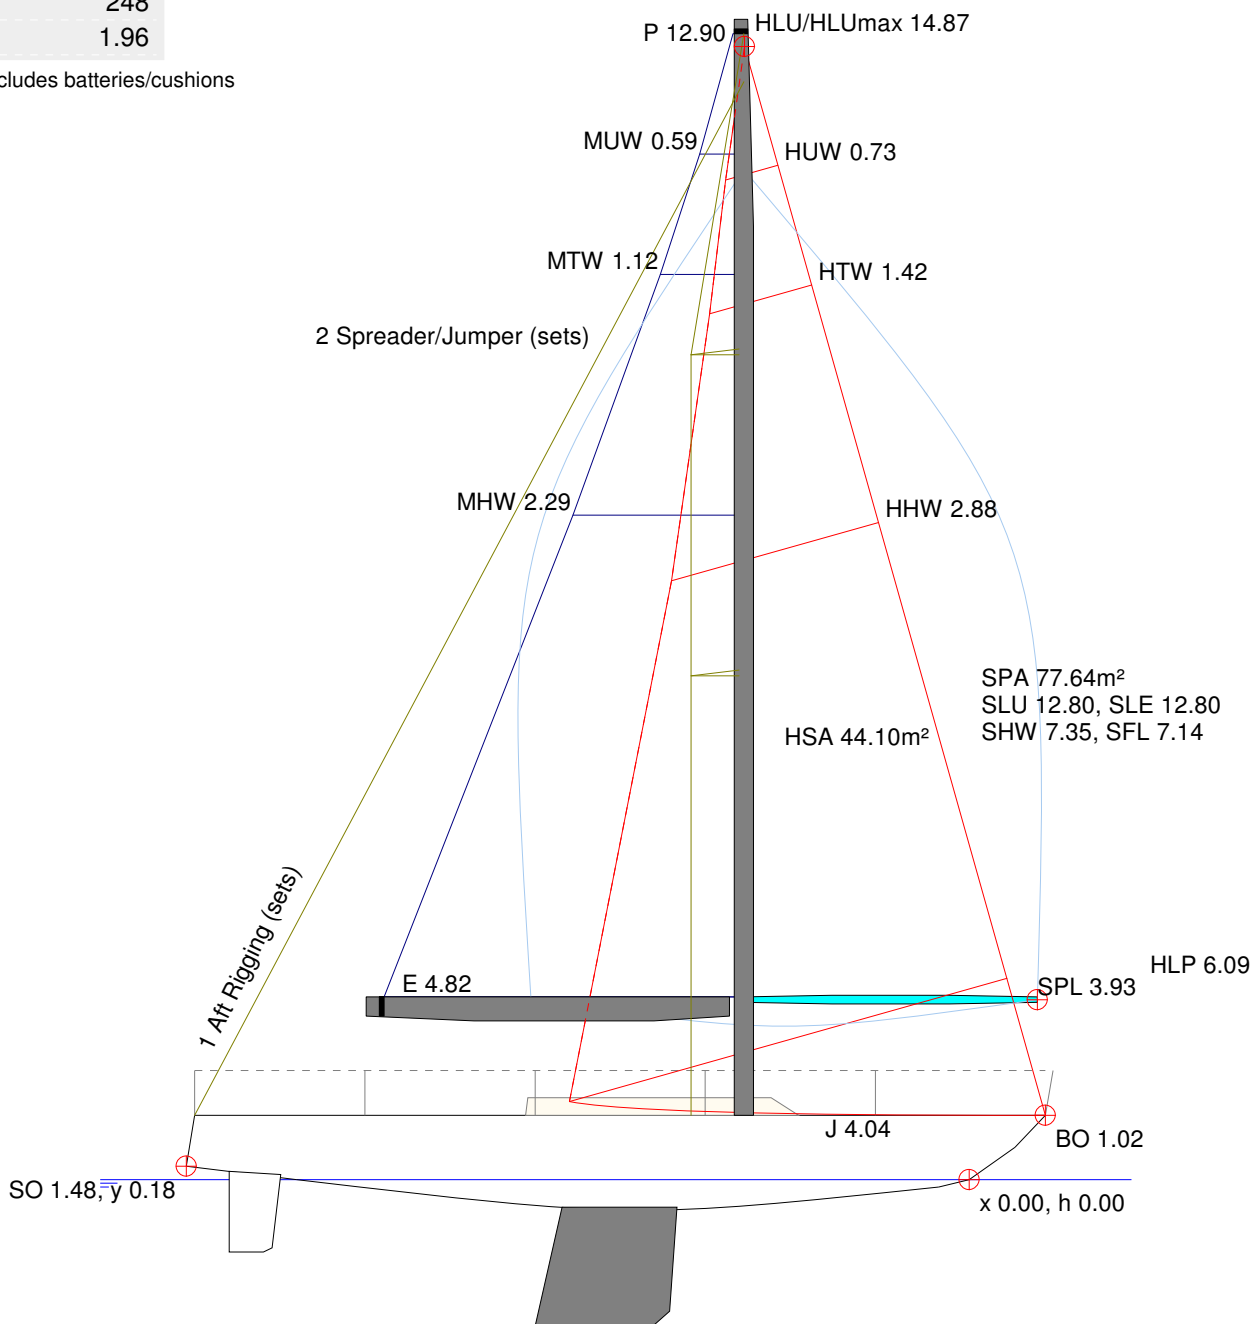 248
1.96
cludes batteries/cushions
P 12.90
HLU/HLUmax 14.87
MUW 0.59
HUW 0.73
MTW 1.12
HTW 1.42
2 Spreader/Jumper (sets)
MHW 2.29
HHW 2.88
SPA 77.64m²
SLU 12.80, SLE 12.80
SHW 7.35, SFL 7.14
HSA 44.10m²
1 Aft Rigging (sets)
E 4.82
HLP 6.09
SPL 3.93
J 4.04
BO 1.02
SO 1.48, y 0.18
x 0.00, h 0.00